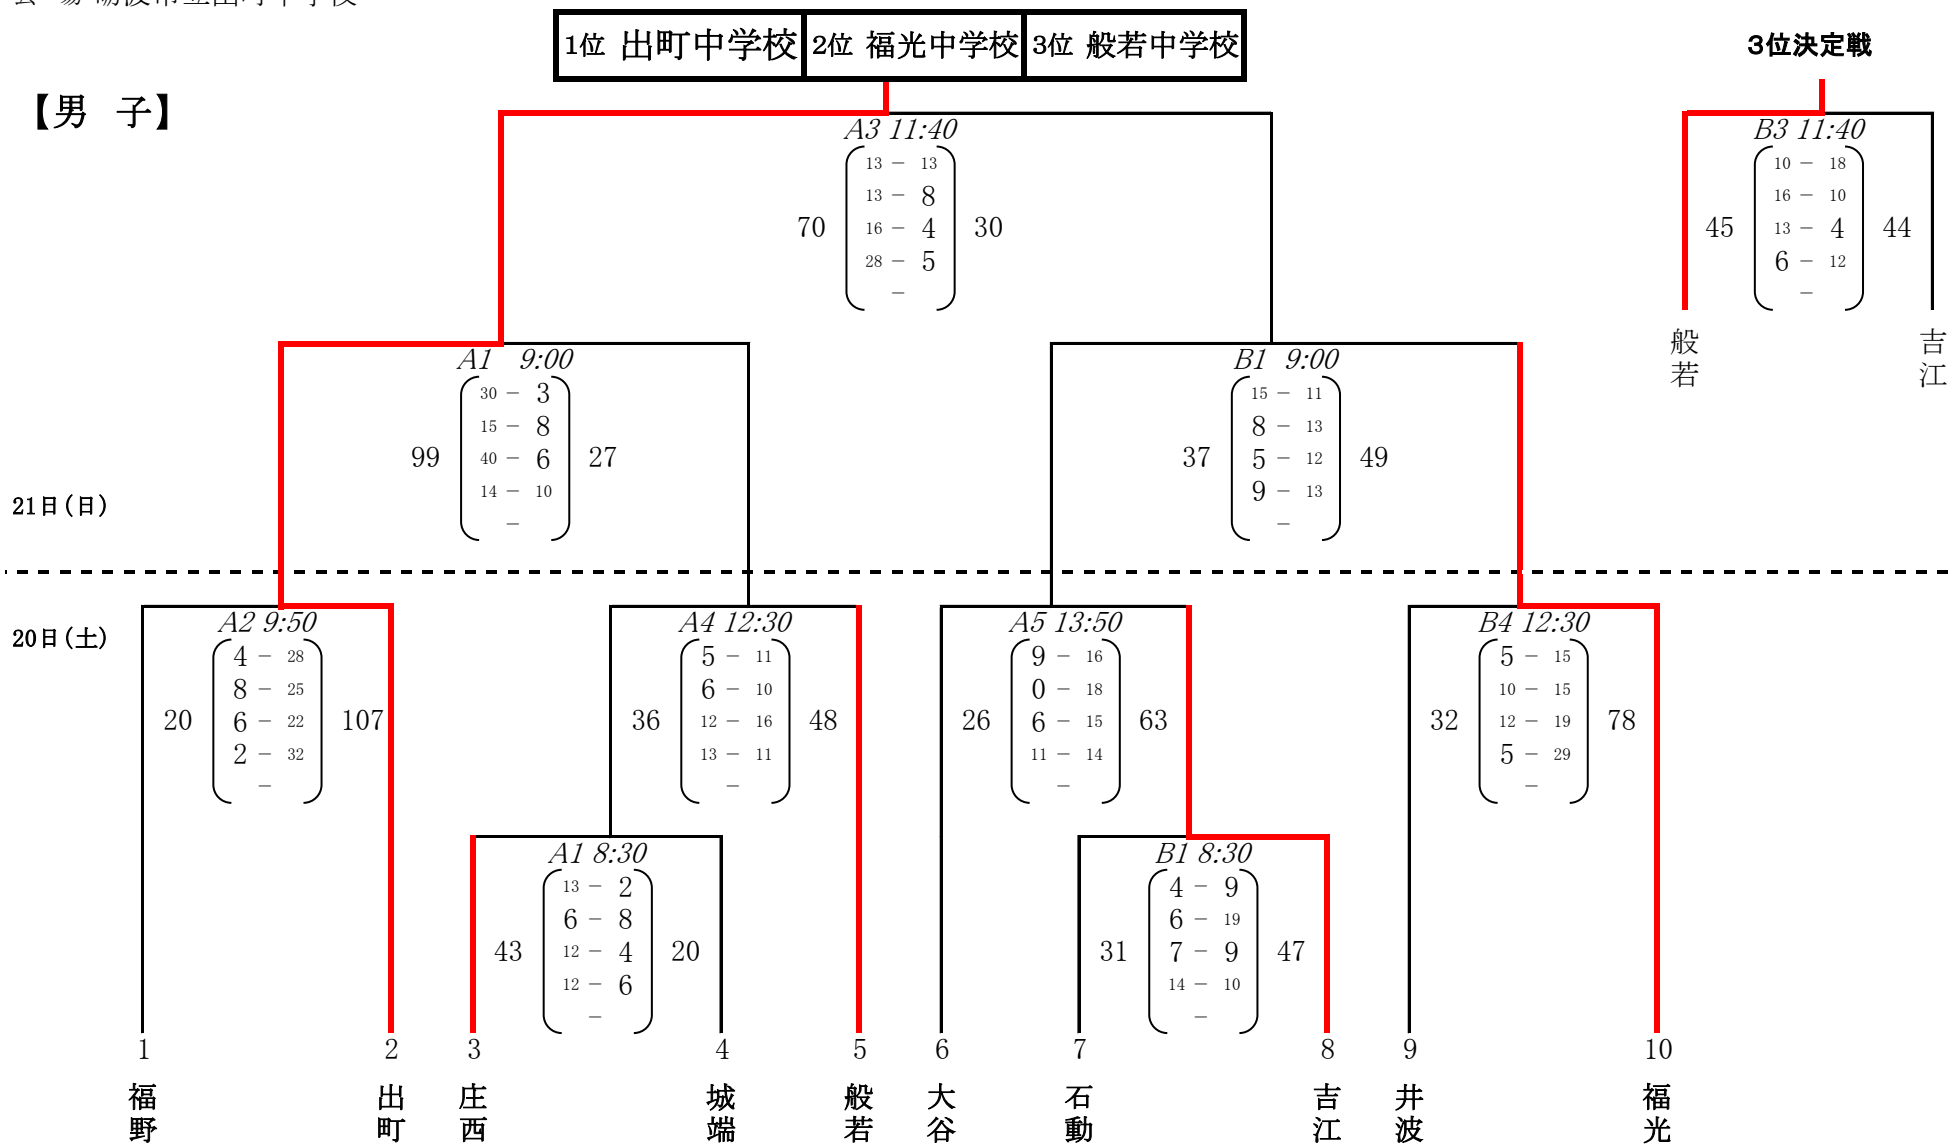 1位 出町中学校 2位 福光中学校 3位 般若中学校
3位決定戦
【男 子】
A3 11:40
13 － 13
13 － 8
70 16 － 4 30
28 － 5
－
B3 11:40
10 － 18
16 － 10
45 13 － 4 44
6 － 12
－
般若
吉江
A1 9:00
30 － 3
15 － 8
99 40 － 6 27
14 － 10
－
B1 9:00
15 － 11
8 － 13
37 5 － 12 49
9 － 13
－
21日(日)
20日(土)
A2 9:50
4 － 28
8 － 25
20 6 － 22 107
2 － 32
－
A4 12:30
5 － 11
6 － 10
36 12 － 16 48
13 － 11
－
A5 13:50
9 － 16
0 － 18
26 6 － 15 63
11 － 14
－
B4 12:30
5 － 15
10 － 15
32 12 － 19 78
5 － 29
－
A1 8:30
13 － 2
6 － 8
43 12 － 4 20
12 － 6
－
B1 8:30
4 － 9
6 － 19
31 7 － 9 47
14 － 10
－
1 2 3 4 5 6 7 8 9 10
福野 出町 庄西 城端 般若 大谷 石動 吉江 井波 福光